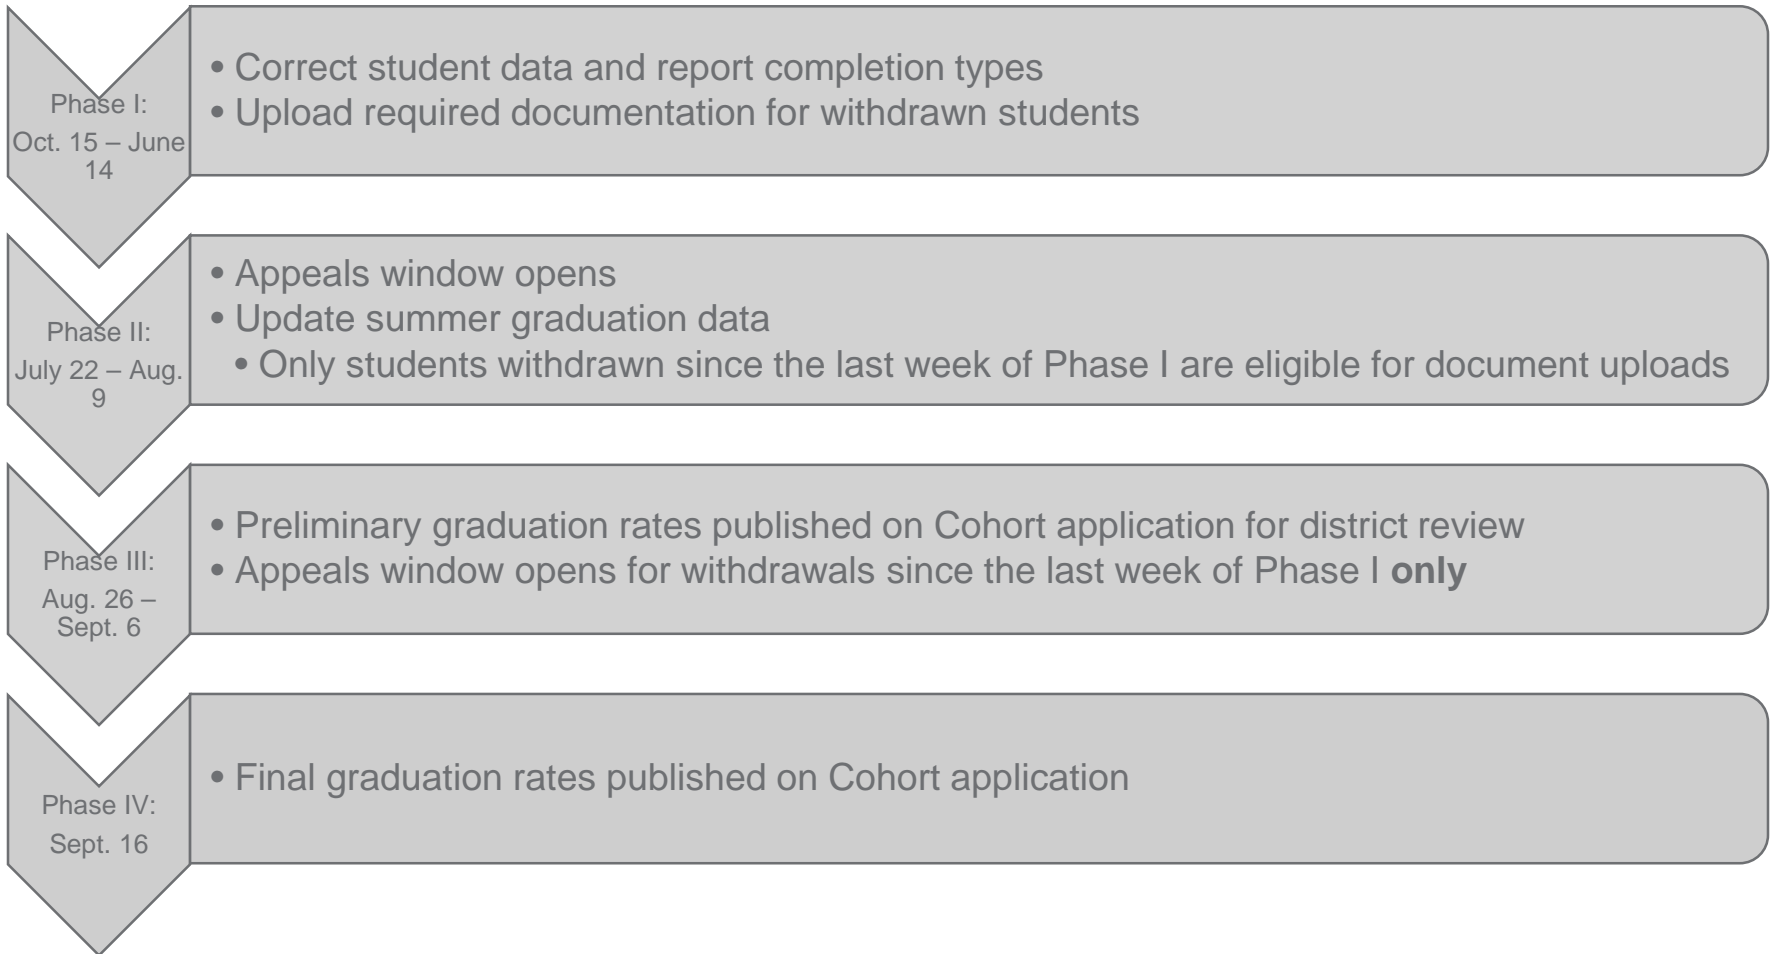 Phase I:
Oct. 15 – June
14
• Correct student data and report completion types
• Upload required documentation for withdrawn students
Phase II:
July 22 – Aug.
9
• Appeals window opens
• Update summer graduation data
• Only students withdrawn since the last week of Phase I are eligible for document uploads
Phase III:
Aug. 26 –
Sept. 6
• Preliminary graduation rates published on Cohort application for district review
• Appeals window opens for withdrawals since the last week of Phase I only
Phase IV:
Sept. 16
• Final graduation rates published on Cohort application